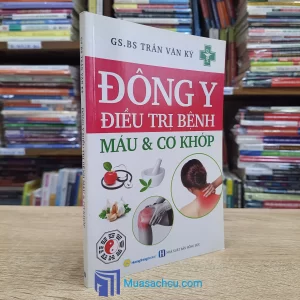 GS.BS TRẦN VĂN KỲ
ĐÔNG Y
ĐIỀU TRỊ BỆNH
MÁU & CƠ KHỚP
Muasachcu.com